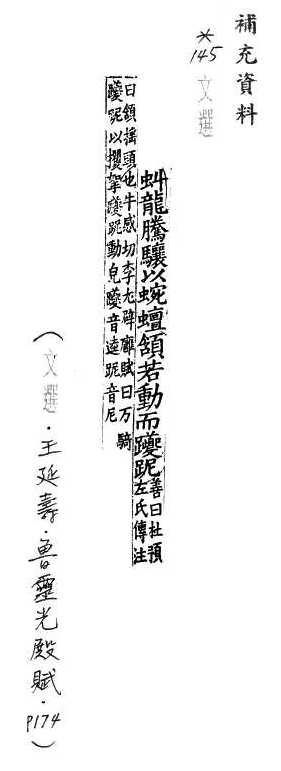 補充資料
*145 文選
虯龍騰驤以蜿蟺頷若動而躨跜善曰杜預
左氏傳注
曰頷搖頭也牛感切李尤辟廱賦曰万騎
躨跜以攫挐躨跜動皃躨音逵跜音尼
(文選·王延壽·魯靈光殿賦·P174)